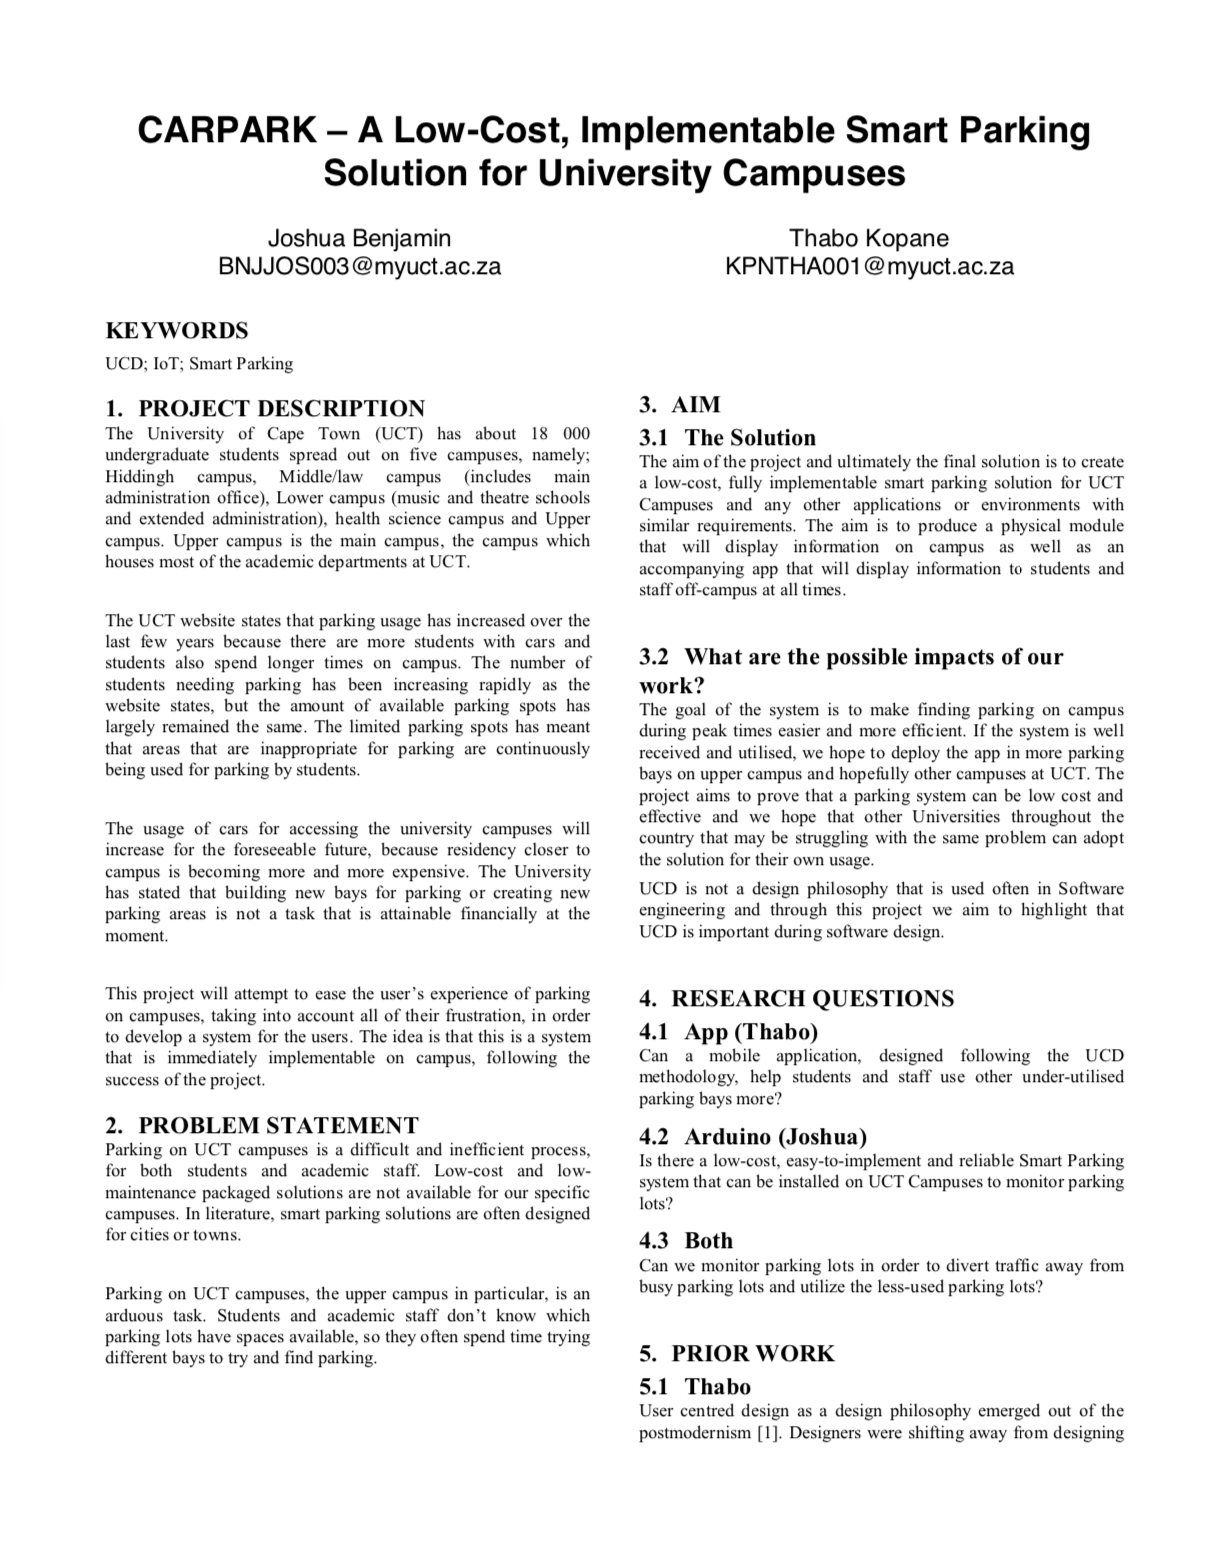 CARPARK – A Low-Cost, Implementable Smart Parking
Solution for University Campuses
Joshua Benjamin
BNJJOS003@myuct.ac.za
Thabo Kopane
KPNTHA001@myuct.ac.za
KEYWORDS
UCD; IoT; Smart Parking
1. PROJECT DESCRIPTION
The University of Cape Town (UCT) has about 18 000
undergraduate students spread out on five campuses, namely;
Hiddingh campus, Middle/law campus (includes main
administration office), Lower campus (music and theatre schools
and extended administration), health science campus and Upper
campus. Upper campus is the main campus, the campus which
houses most of the academic departments at UCT.
The UCT website states that parking usage has increased over the
last few years because there are more students with cars and
students also spend longer times on campus. The number of
students needing parking has been increasing rapidly as the
website states, but the amount of available parking spots has
largely remained the same. The limited parking spots has meant
that areas that are inappropriate for parking are continuously
being used for parking by students.
The usage of cars for accessing the university campuses will
increase for the foreseeable future, because residency closer to
campus is becoming more and more expensive. The University
has stated that building new bays for parking or creating new
parking areas is not a task that is attainable financially at the
moment.
This project will attempt to ease the user's experience of parking
on campuses, taking into account all of their frustration, in order
to develop a system for the users. The idea is that this is a system
that is immediately implementable on campus, following the
success of the project.
2. PROBLEM STATEMENT
Parking on UCT campuses is a difficult and inefficient process,
for both students and academic staff. Low-cost and low-
maintenance packaged solutions are not available for our specific
campuses. In literature, smart parking solutions are often designed
for cities or towns.
Parking on UCT campuses, the upper campus in particular, is an
arduous task. Students and academic staff don't know which
parking lots have spaces available, so they often spend time trying
different bays to try and find parking.
3. AIM
3.1 The Solution
The aim of the project and ultimately the final solution is to create
a low-cost, fully implementable smart parking solution for UCT
Campuses and any other applications or environments with
similar requirements. The aim is to produce a physical module
that will display information on campus as well as an
accompanying app that will display information to students and
staff off-campus at all times.
3.2 What are the possible impacts of our
work?
The goal of the system is to make finding parking on campus
during peak times easier and more efficient. If the system is well
received and utilised, we hope to deploy the app in more parking
bays on upper campus and hopefully other campuses at UCT. The
project aims to prove that a parking system can be low cost and
effective and we hope that other Universities throughout the
country that may be struggling with the same problem can adopt
the solution for their own usage.
UCD is not a design philosophy that is used often in Software
engineering and through this project we aim to highlight that
UCD is important during software design.
4. RESEARCH QUESTIONS
4.1 App (Thabo)
Can a mobile application, designed following the UCD
methodology, help students and staff use other under-utilised
parking bays more?
4.2 Arduino (Joshua)
Is there a low-cost, easy-to-implement and reliable Smart Parking
system that can be installed on UCT Campuses to monitor parking
lots?
4.3 Both
Can we monitor parking lots in order to divert traffic away from
busy parking lots and utilize the less-used parking lots?
5. PRIOR WORK
5.1 Thabo
User centred design as a design philosophy emerged out of the
postmodernism [1]. Designers were shifting away from designing